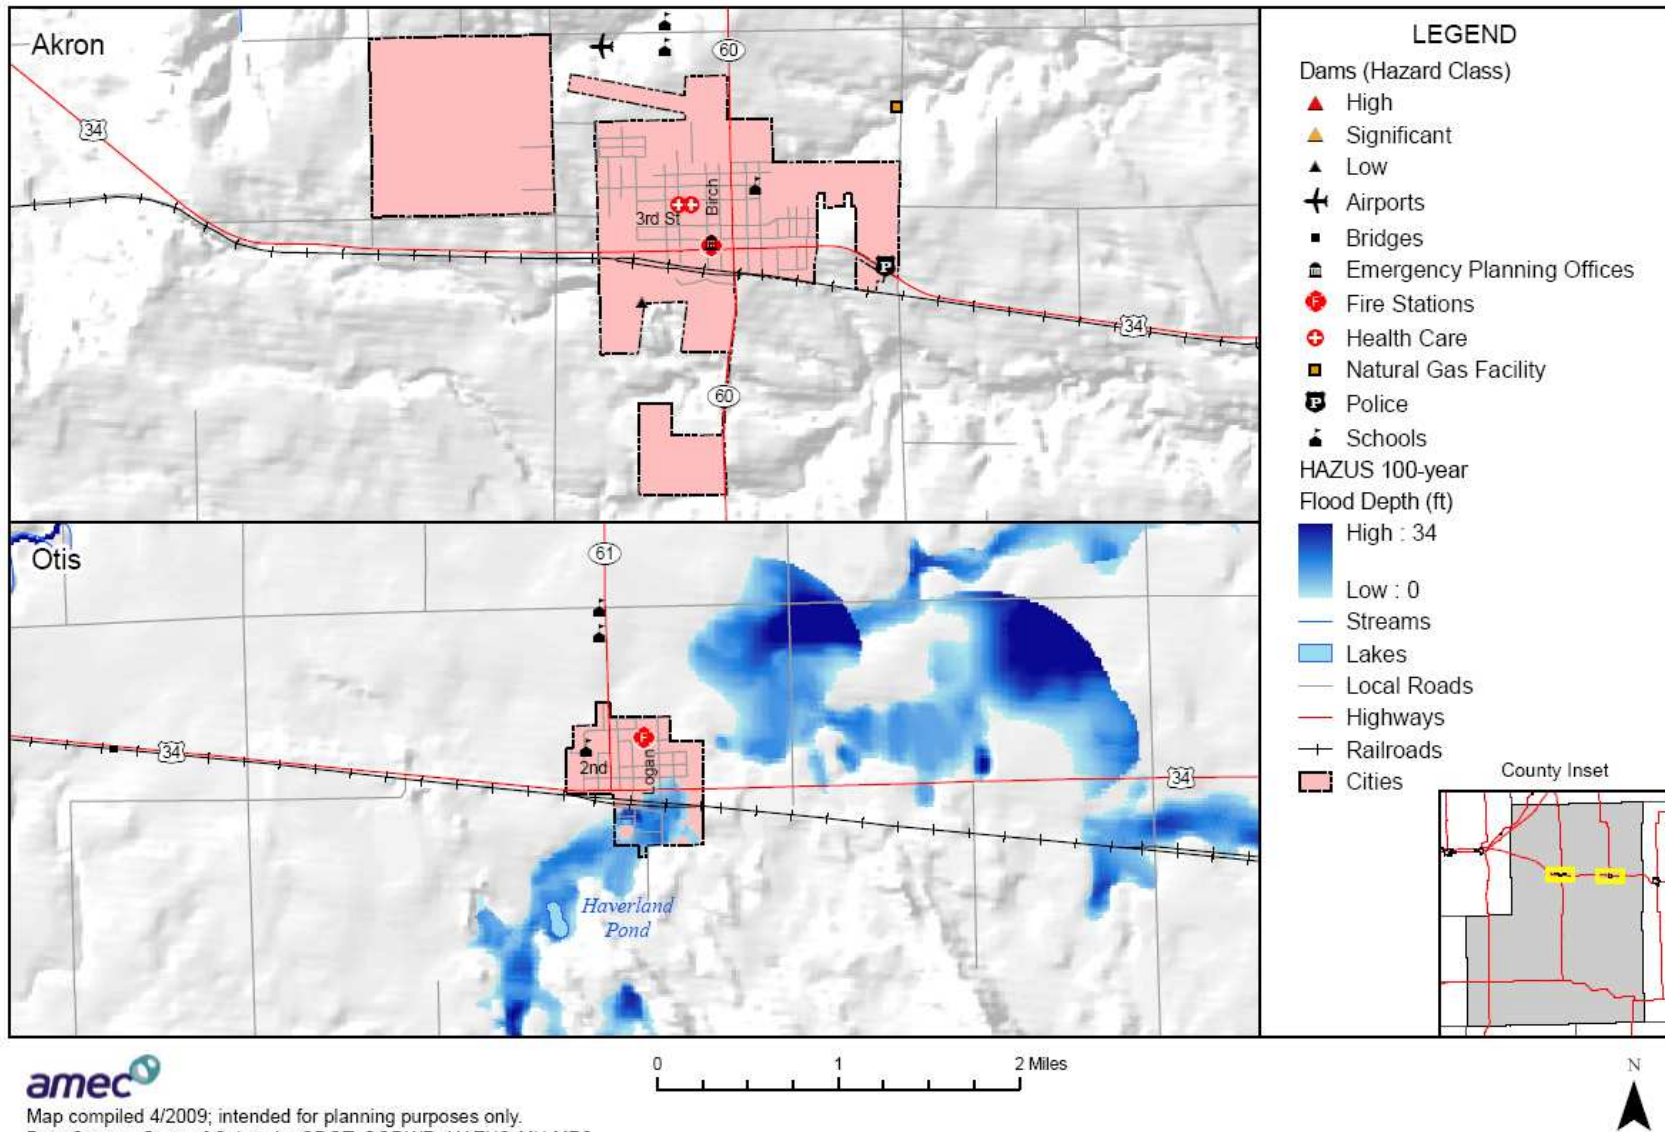 Akron
60
34
Birch
3rd St
34
60
Otis
61
34
2nd
Logan
34
Haverland
Pond
LEGEND
Dams (Hazard Class)
High
Significant
Low
Airports
Bridges
Emergency Planning Offices
F Fire Stations
Health Care
Natural Gas Facility
P Police
Schools
HAZUS 100-year
Flood Depth (ft)
High : 34
Low : 0
Streams
Lakes
Local Roads
Highways
Railroads
Cities
County Inset
amec
0 1 2 Miles
N
Map compiled 4/2009; intended for planning purposes only.